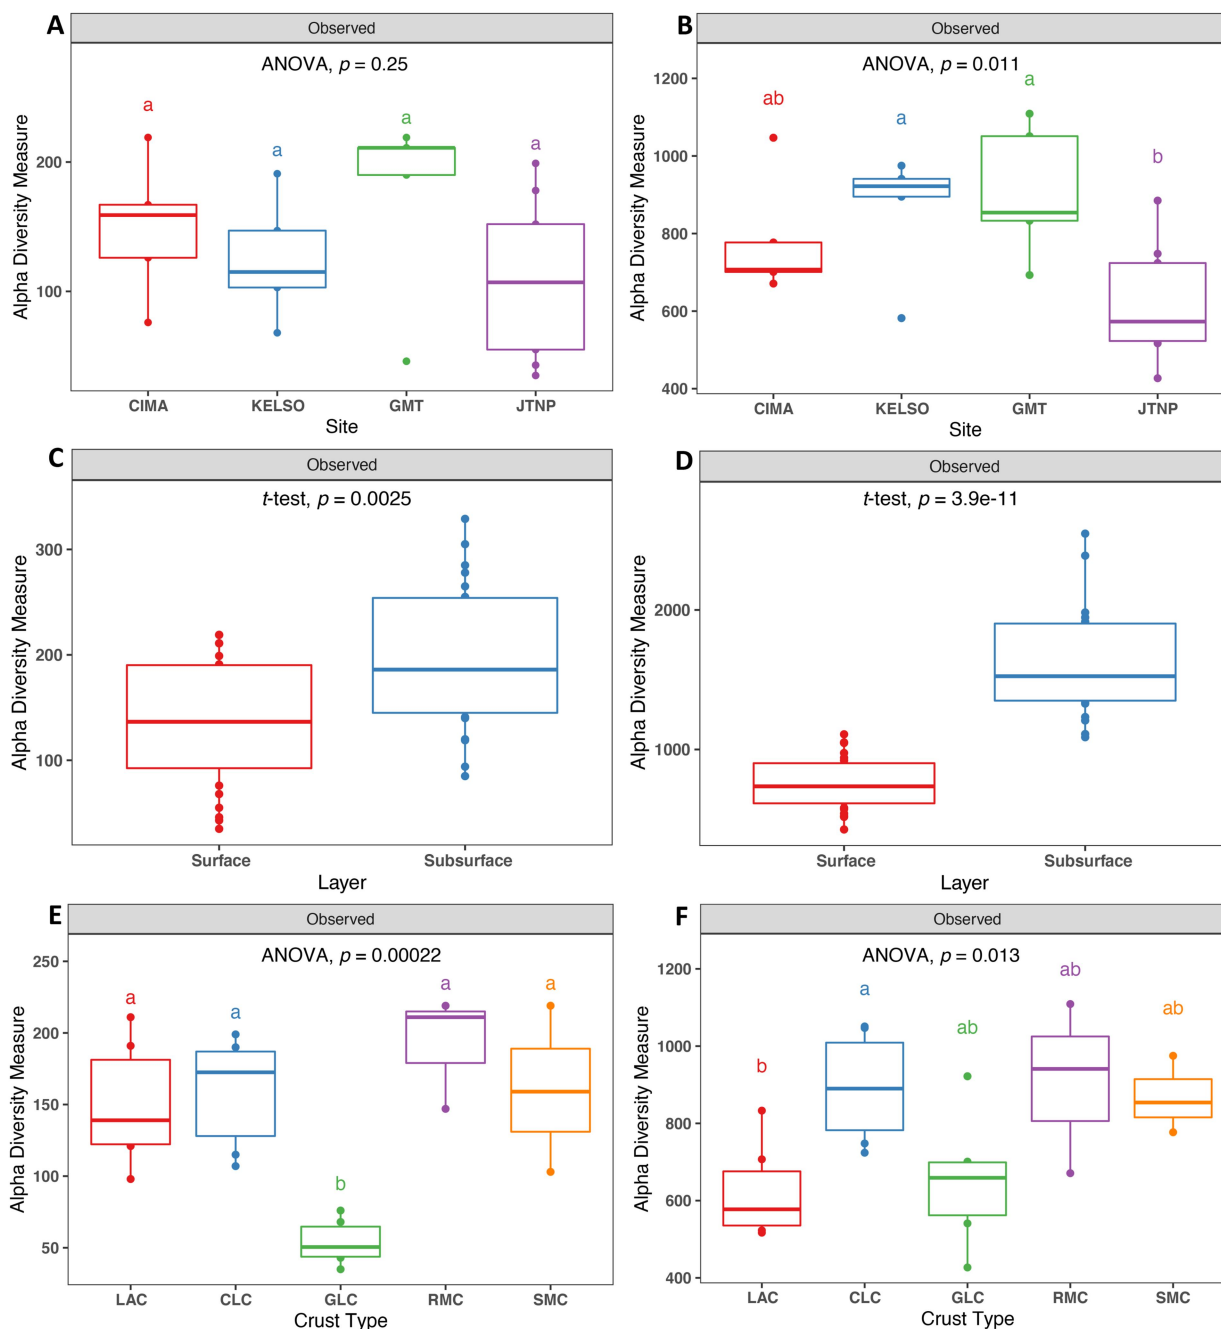 A
Observed
ANOVA, p = 0.25
a
a
a
a
200
100
Alpha Diversity Measure
CIMA KELSO GMT JTNP
Site
B
Observed
ANOVA, p = 0.011
ab
a
a
b
1200
1000
800
600
400
Alpha Diversity Measure
CIMA KELSO GMT JTNP
Site
C
Observed
t-test, p = 0.0025
300
200
100
Alpha Diversity Measure
Surface Subsurface
Layer
D
Observed
t-test, p = 3.9e-11
2000
1000
Alpha Diversity Measure
Surface Subsurface
Layer
E
Observed
ANOVA, p = 0.00022
a
a
b
a
a
250
200
150
100
50
Alpha Diversity Measure
LAC CLC GLC RMC SMC
Crust Type
F
Observed
ANOVA, p = 0.013
b
a
ab
ab
ab
1200
1000
800
600
400
Alpha Diversity Measure
LAC CLC GLC RMC SMC
Crust Type